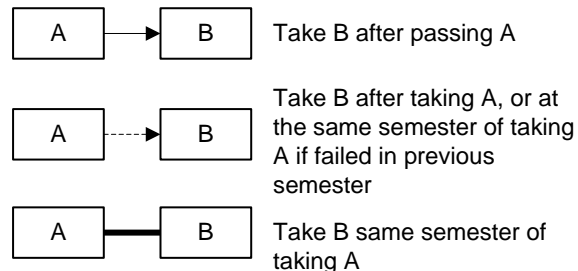 A B Take B after passing A
Take B after taking A, or at
A B the same semester of taking
A if failed in previous
semester
A B Take B same semester of
taking A